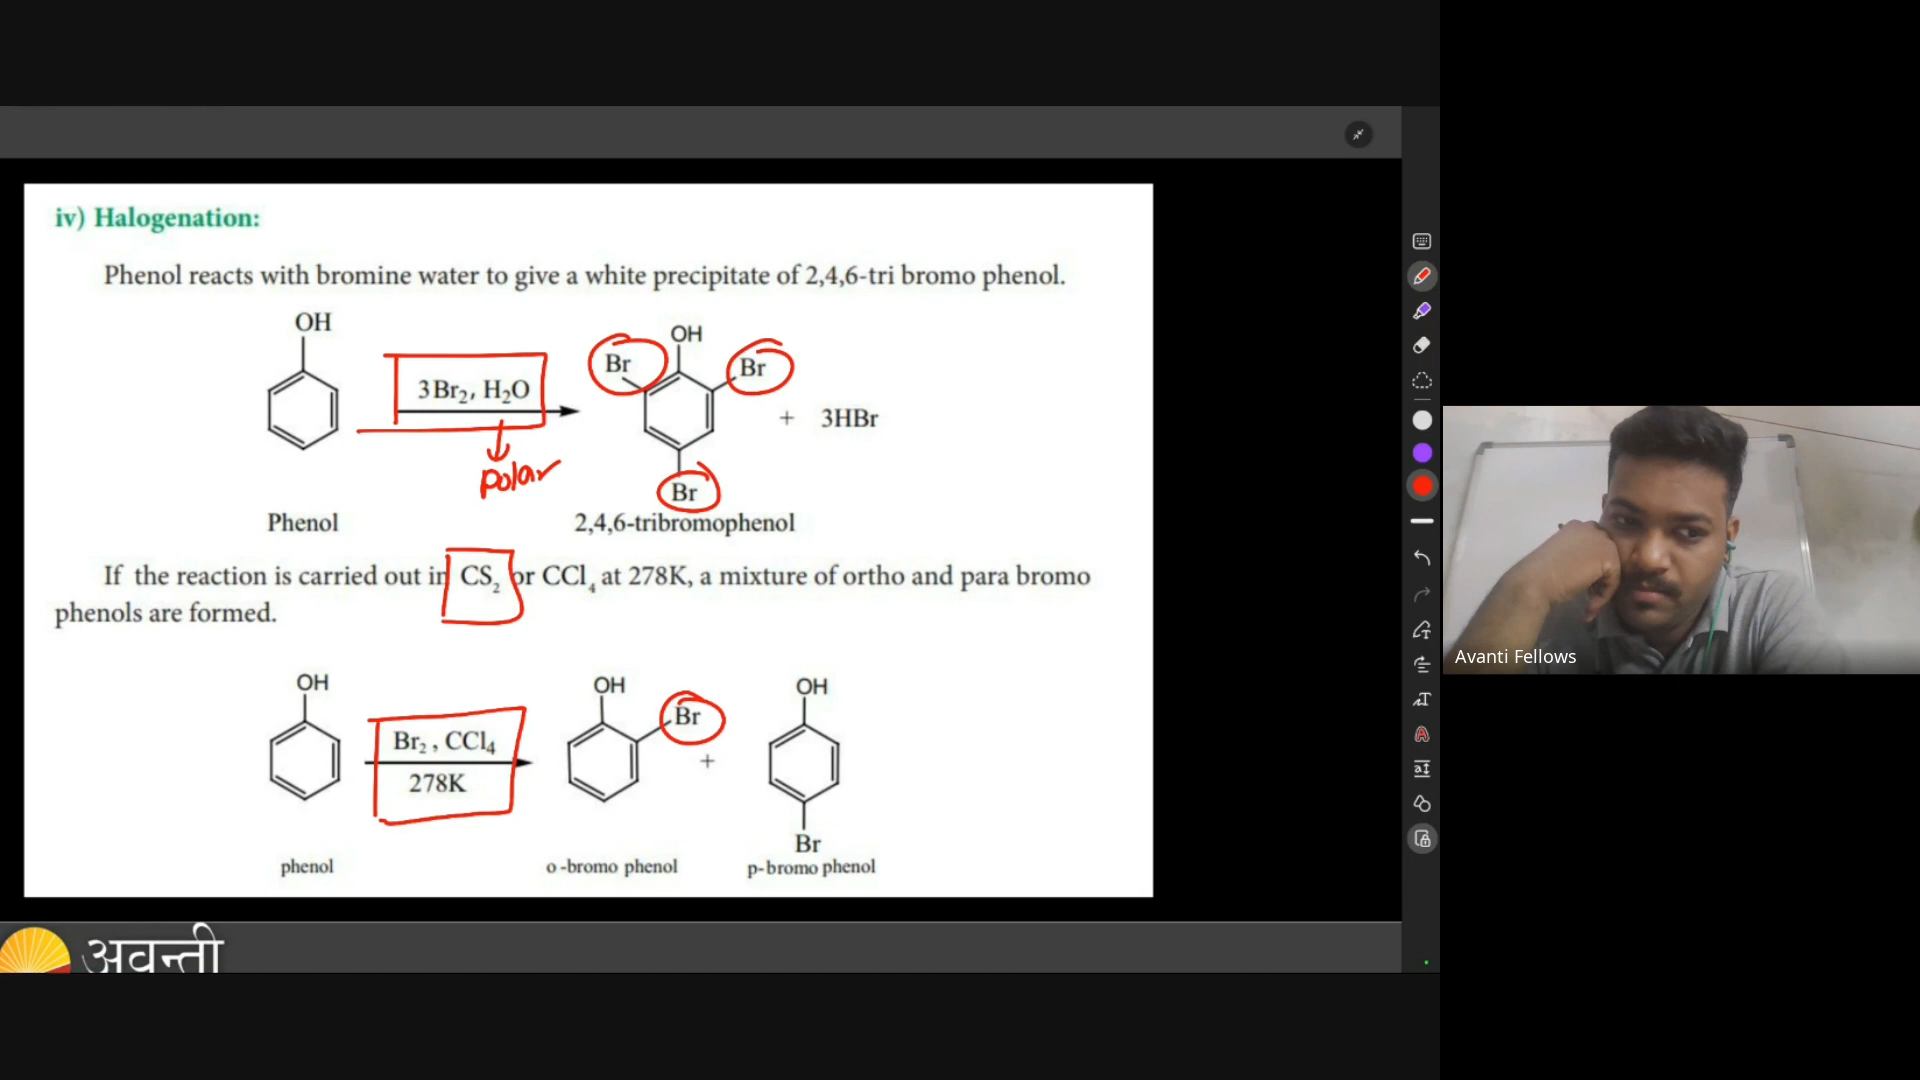 iv) Halogenation:
Phenol reacts with bromine water to give a white precipitate of 2,4,6-tri bromo phenol.
OH
3Br₂, H₂O
OH
Br
Br
Br
+ 3HBr
polar
Phenol
2,4,6-tribromophenol
If the reaction is carried out in CS₂ or CCl₄ at 278K, a mixture of ortho and para bromo
phenols are formed.
OH
Br₂ , CCl₄
278K
OH
Br
+
OH
Br
phenol
o -bromo phenol
p-bromo phenol
Avanti Fellows
अवन्ती